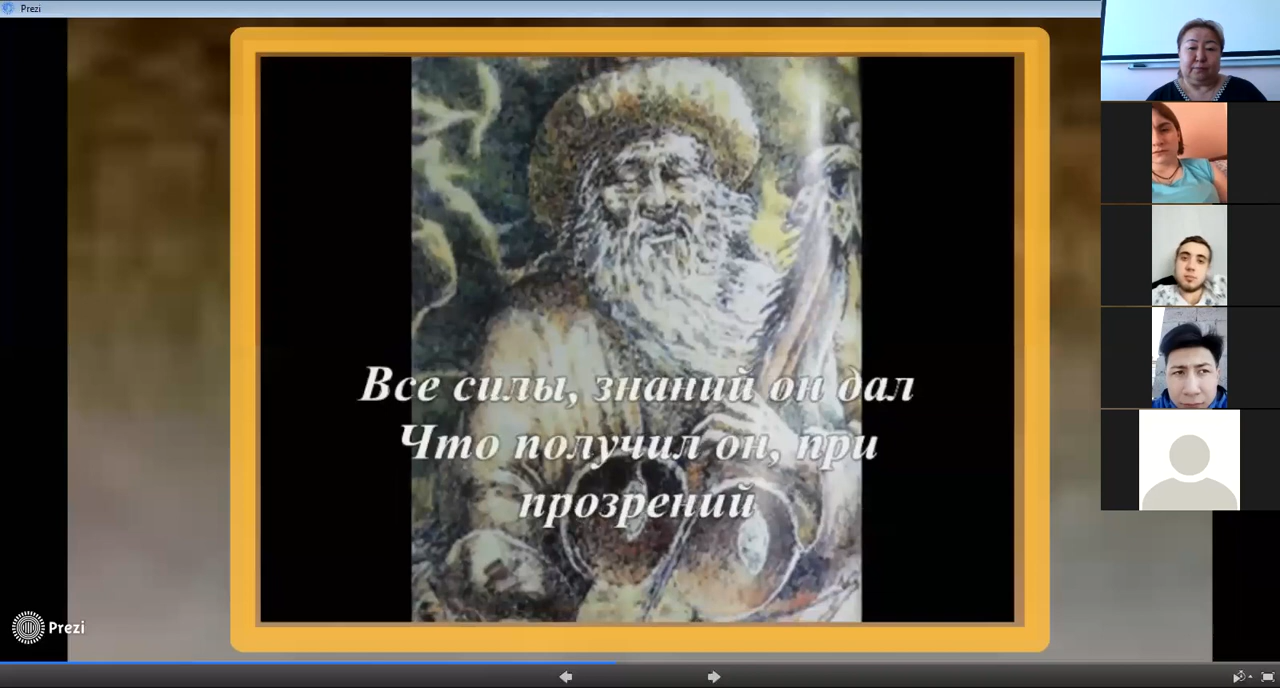 Prezi
Все силы, знаний он дал
Что получил он, при
прозрений
Prezi